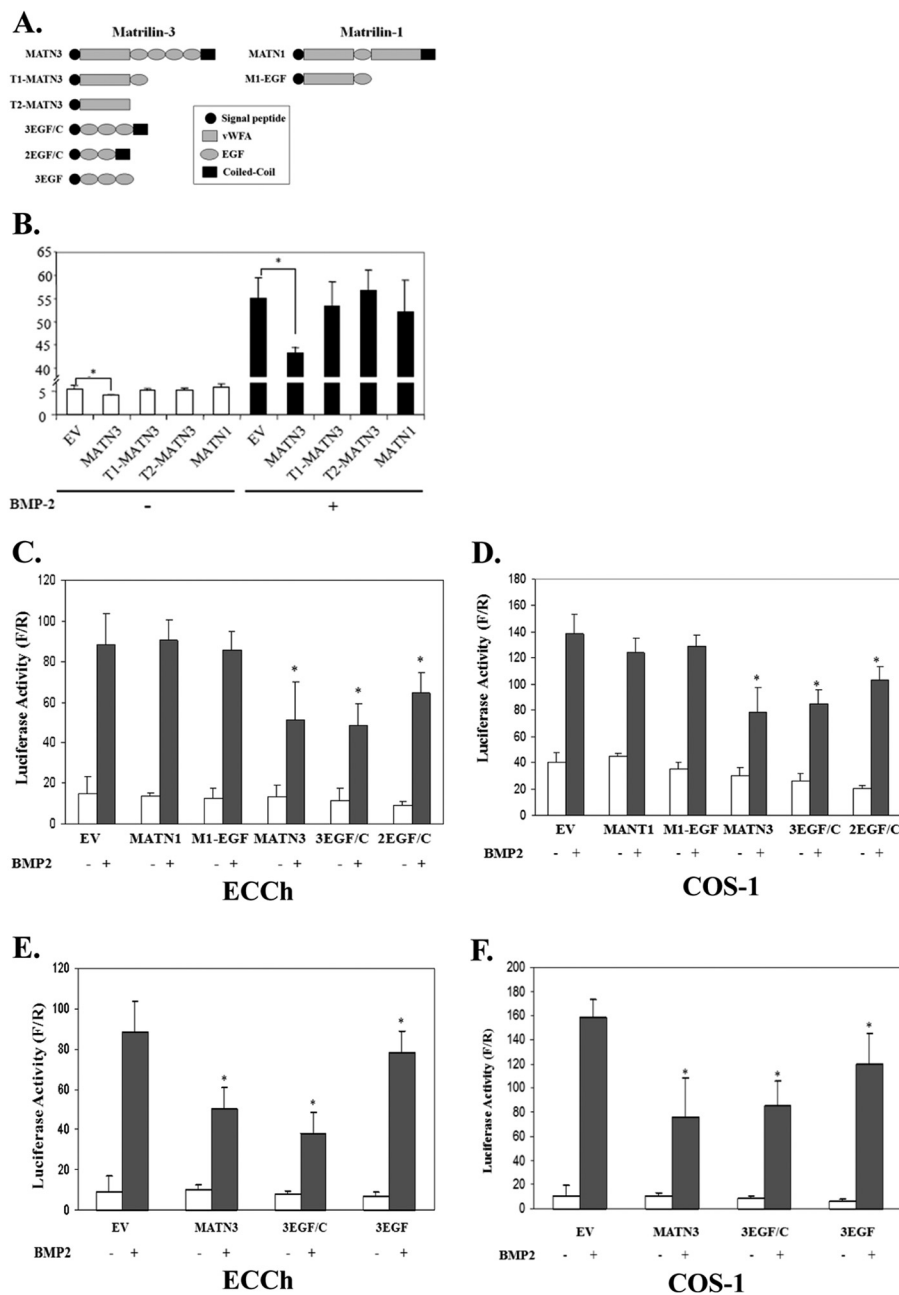 A.
Matrilin-3 Matrilin-1
MATN3 MATN1
T1-MATN3 M1-EGF
T2-MATN3
3EGF/C
2EGF/C
3EGF
Signal peptide
vWFA
EGF
Coiled-Coil
B.
65
60
55
50
45
40
5
0
* *
EV MATN3 T1-MATN3 T2-MATN3 MATN1 EV MATN3 T1-MATN3 T2-MATN3 MATN1
BMP-2 - +
C.
Luciferase Activity (F/R)
120
100
80
60
40
20
0
* * *
EV MATN1 M1-EGF MATN3 3EGF/C 2EGF/C
BMP2 - + - + - + - + - + - +
ECCh
D.
Luciferase Activity (F/R)
180
160
140
120
100
80
60
40
20
0
* * *
EV MANT1 M1-EGF MATN3 3EGF/C 2EGF/C
BMP2 - + - + - + - + - + - +
COS-1
E.
Luciferase Activity (F/R)
120
100
80
60
40
20
0
* * *
EV MATN3 3EGF/C 3EGF
BMP2 - + - + - + - +
ECCh
F.
Luciferase Activity (F/R)
200
180
160
140
120
100
80
60
40
20
0
* * *
EV MATN3 3EGF/C 3EGF
BMP2 - + - + - + - +
COS-1